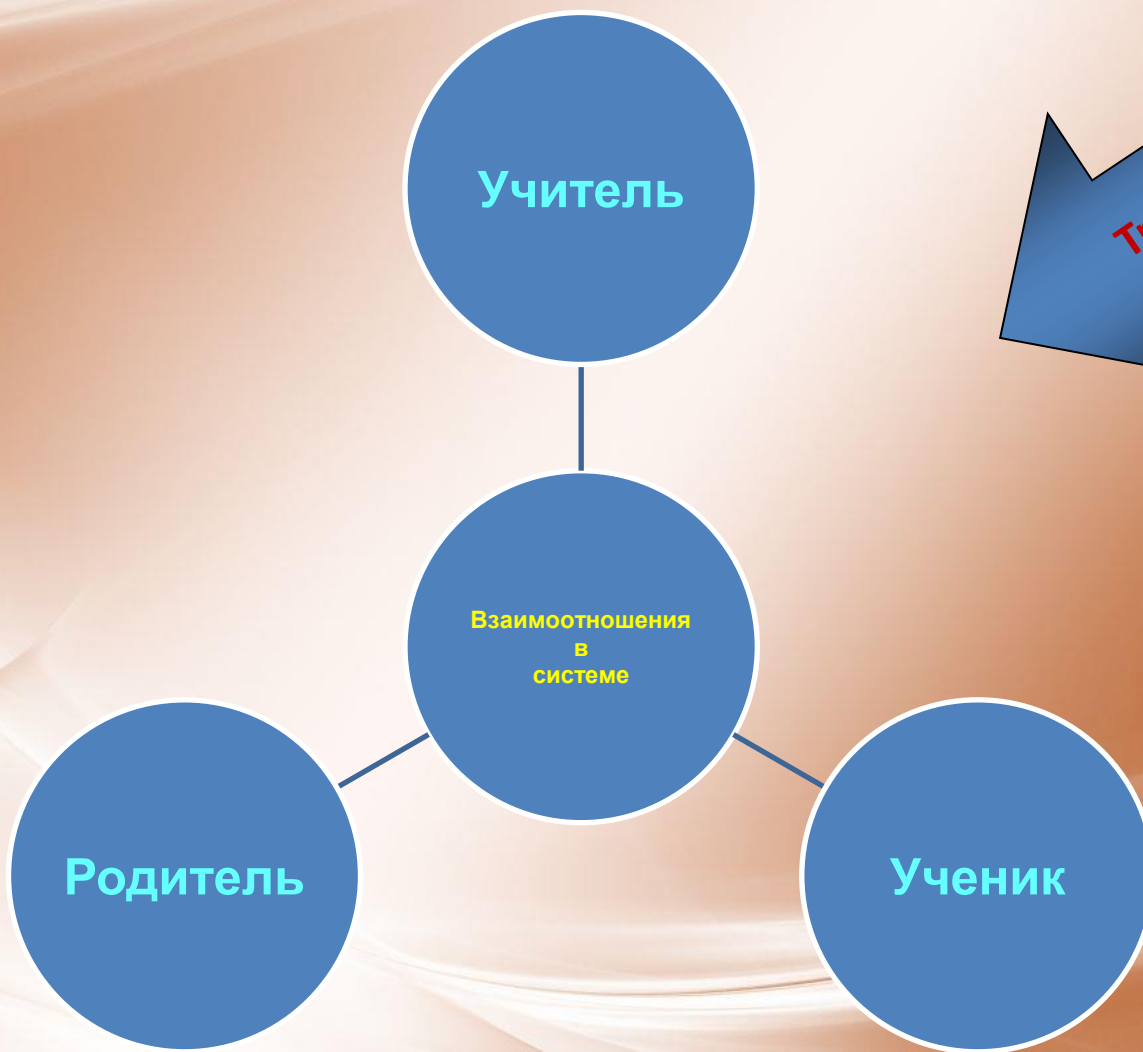 Учитель
Взаимоотношения
в
системе
Родитель
Ученик